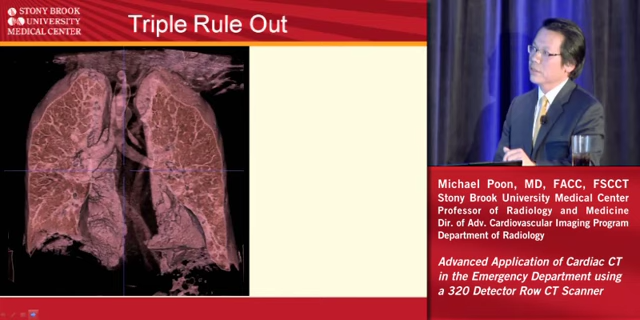 STONY BROOK
UNIVERSITY
MEDICAL CENTER
Triple Rule Out
Michael Poon, MD, FACC, FSCCT
Stony Brook University Medical Center
Professor of Radiology and Medicine
Dir. of Adv. Cardiovascular Imaging Program
Department of Radiology
Advanced Application of Cardiac CT
in the Emergency Department using
a 320 Detector Row CT Scanner